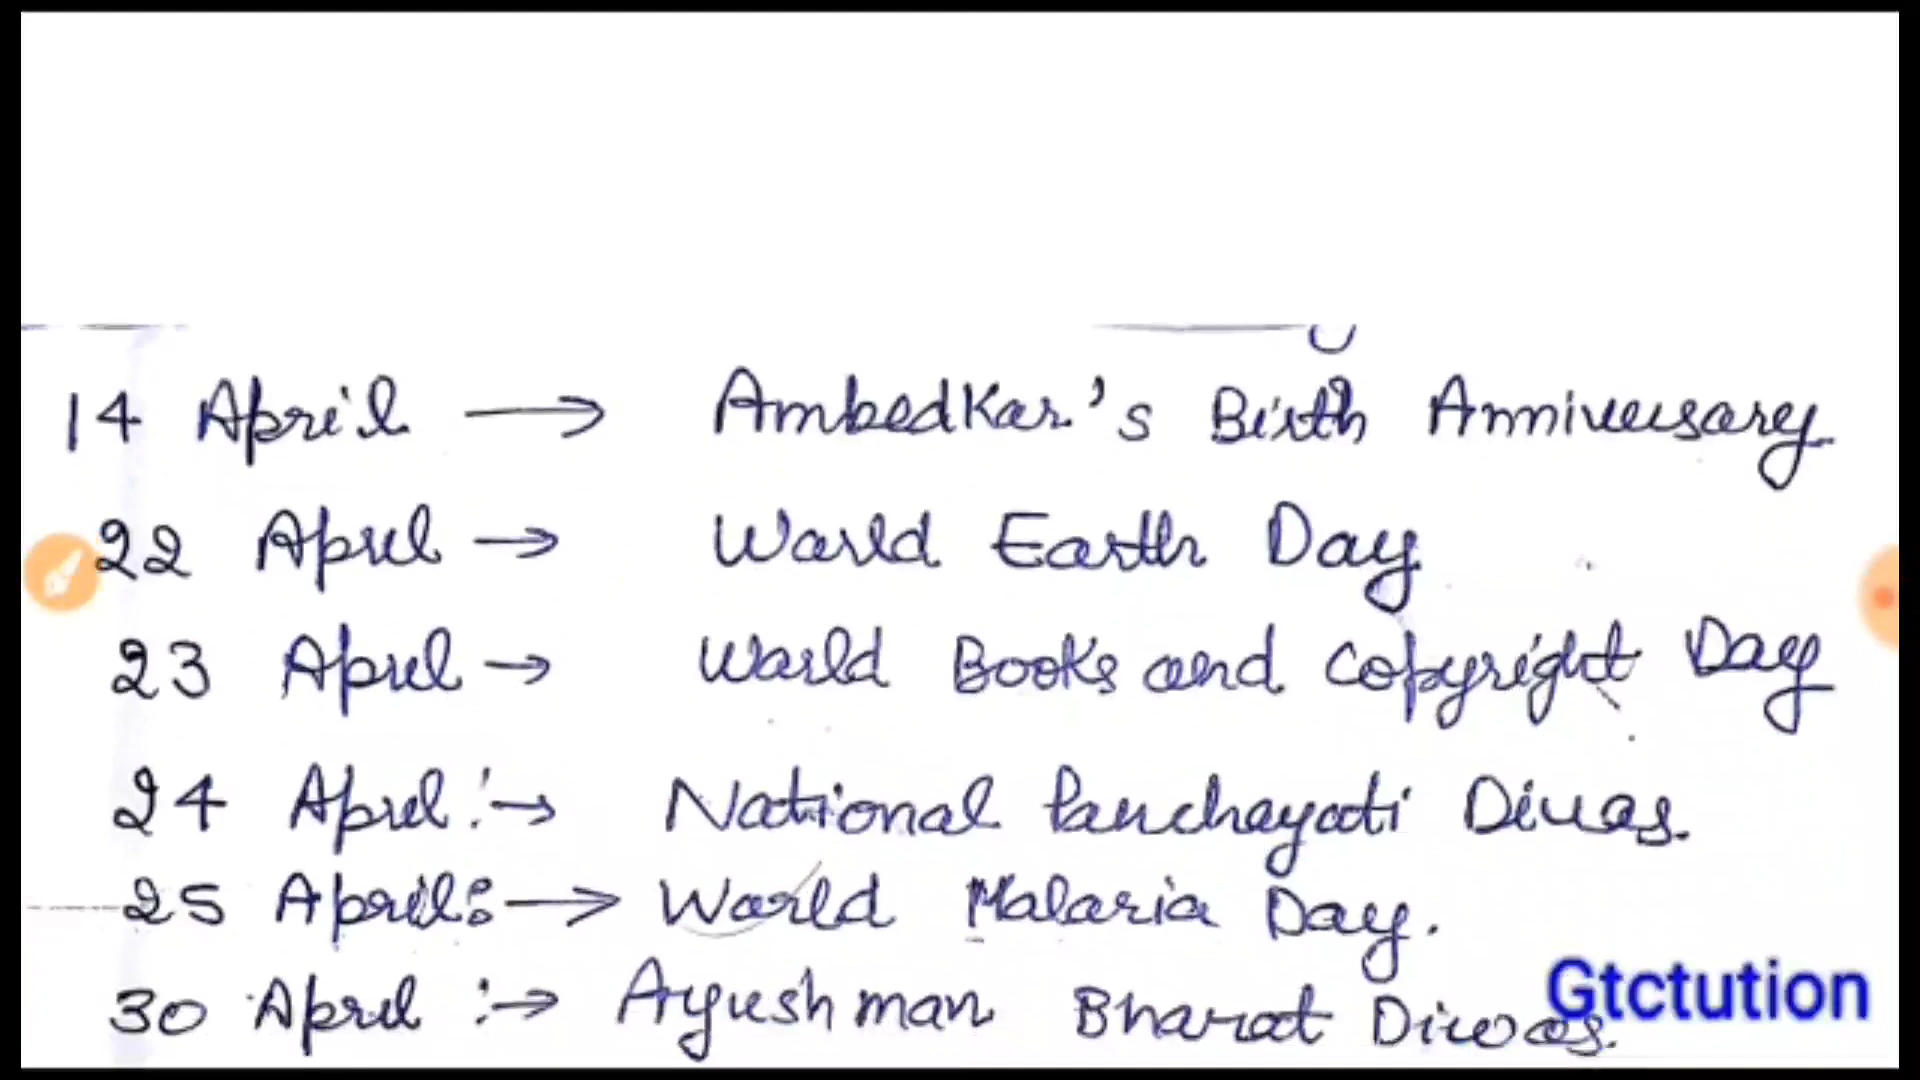 14 April → Ambedkar's Birth Anniversary
22 April → World Earth Day
23 April → World Books and Copyright Day
24 April :→ National Panchayati Divas.
25 April :→ World Malaria Day.
30 April :→ Ayushman Bharat Diwas.
Gtctution